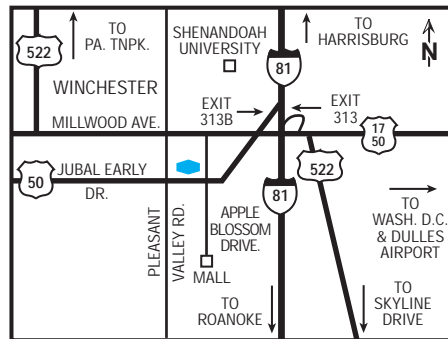 522
TO
PA. TNPK.
SHENANDOAH
UNIVERSITY
TO
HARRISBURG
N
81
WINCHESTER
EXIT
313B
EXIT
313
MILLWOOD AVE.
17
50
50
JUBAL EARLY
DR.
522
PLEASANT
VALLEY RD.
APPLE
BLOSSOM
DRIVE.
81
TO
WASH. D.C.
& DULLES
AIRPORT
MALL
TO
ROANOKE
TO
SKYLINE
DRIVE